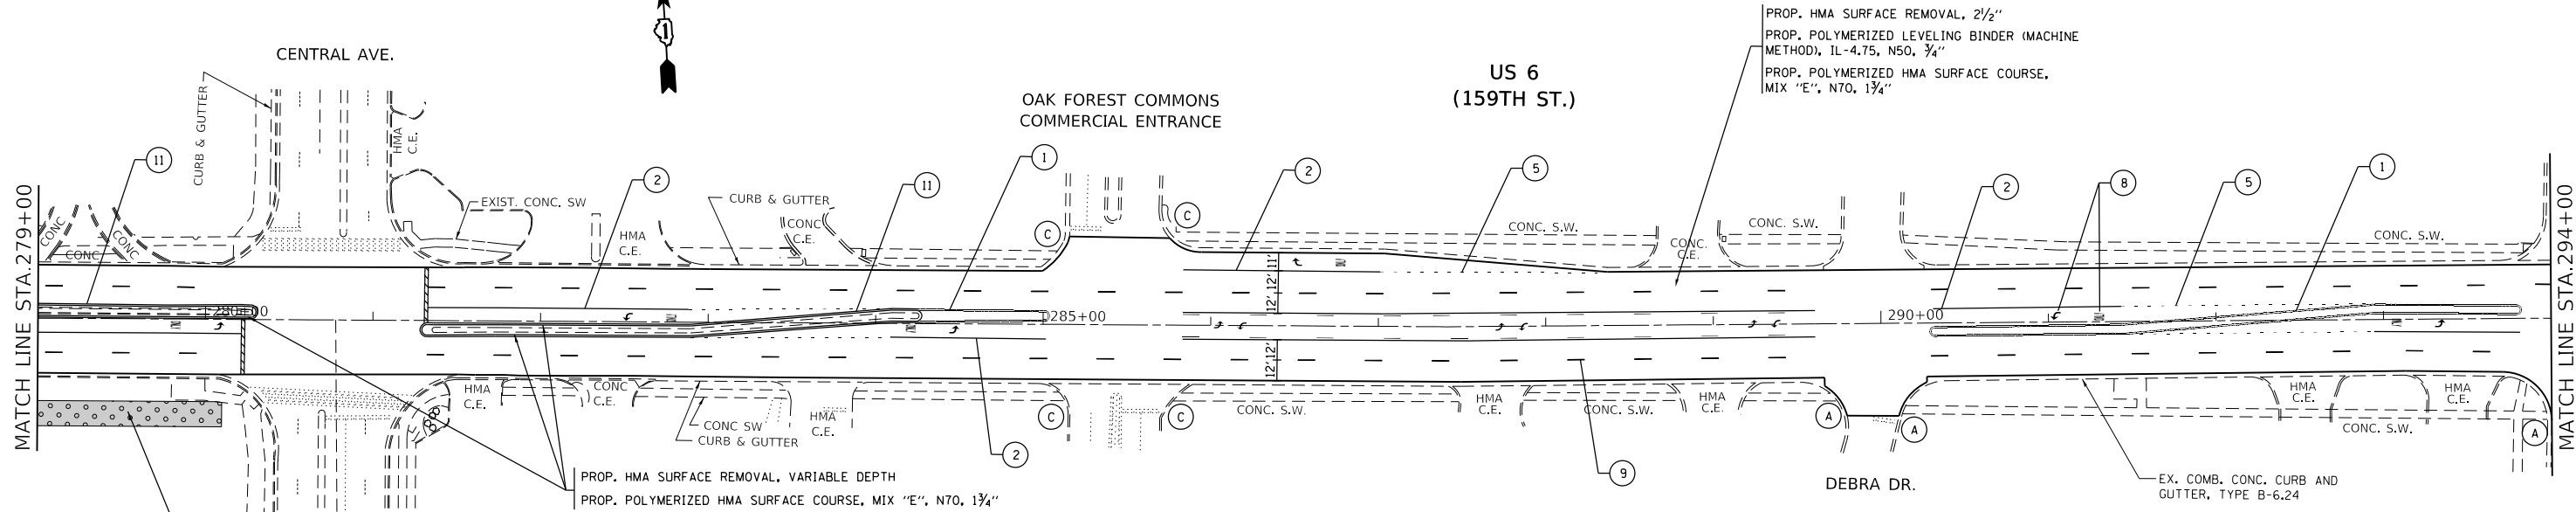 PROP. HMA SURFACE REMOVAL, 2½"
PROP. POLYMERIZED LEVELING BINDER (MACHINE
METHOD), IL-4.75, N50, ¾"
PROP. POLYMERIZED HMA SURFACE COURSE,
MIX "E", N70, 1¾"
1
CENTRAL AVE.
US 6
(159TH ST.)
OAK FOREST COMMONS
COMMERCIAL ENTRANCE
CURB & GUTTER
HMA
C.E.
11
2
1
2
5
1
11
2
8
5
EXIST. CONC. SW
CURB & GUTTER
CONC
C.E.
HMA
C.E.
C
C
CONC. S.W.
CONC. S.W.
CONC.
C.E.
CONC. S.W.
CONC
CONC
CONC
MATCH LINE STA.279+00
MATCH LINE STA.294+00
12' 12' 11'
280+00
285+00
290+00
12' 12'
HMA
C.E.
CONC
C.E.
HMA
C.E.
CONC SW
CURB & GUTTER
C
C
CONC. S.W.
HMA
C.E.
CONC. S.W.
HMA
C.E.
A
A
HMA
C.E.
HMA
C.E.
CONC. S.W.
A
2
9
PROP. HMA SURFACE REMOVAL, VARIABLE DEPTH
PROP. POLYMERIZED HMA SURFACE COURSE, MIX "E", N70, 1¾"
DEBRA DR.
EX. COMB. CONC. CURB AND
GUTTER, TYPE B-6.24